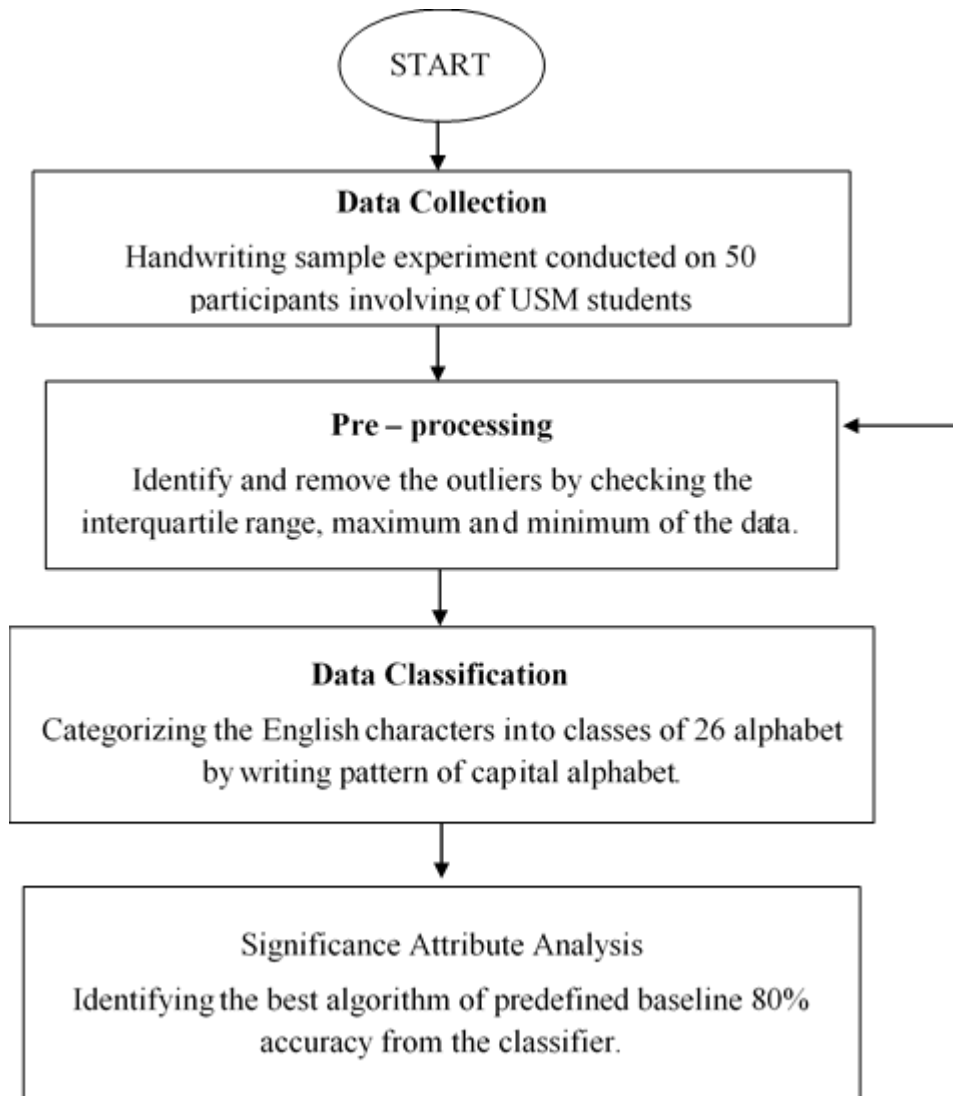 START
Data Collection
Handwriting sample experiment conducted on 50
participants involving of USM students
Pre – processing
Identify and remove the outliers by checking the
interquartile range, maximum and minimum of the data.
Data Classification
Categorizing the English characters into classes of 26 alphabet
by writing pattern of capital alphabet.
Significance Attribute Analysis
Identifying the best algorithm of predefined baseline 80%
accuracy from the classifier.